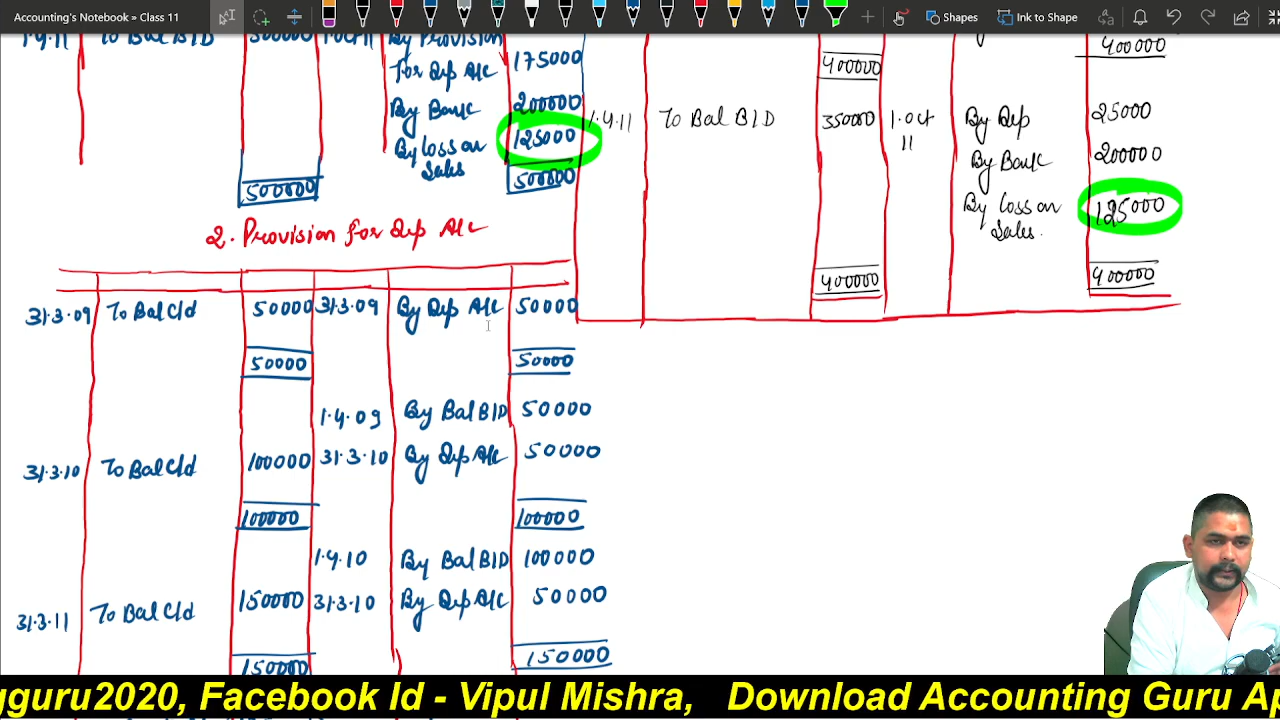 Accounting's Notebook » Class 11
Shapes
Ink to Shape
1.4.11 To Bal B/D 500000 1.Oct 11 By Provision
For Dep A/c 175000
By Bank 200000
By Loss on Sales 125000
500000 500000
400000
400000
1.4.11 To Bal B/D 350000 1.Oct 11 By Dep 25000
By Bank 200000
By Loss on Sales. 125000
400000 400000
2. Provision for Dep A/c
31.3.09 To Bal C/d 50000 31.3.09 By Dep A/c 50000
50000 50000
1.4.09 By Bal B/D 50000
31.3.10 To Bal C/d 100000 31.3.10 By Dep A/c 50000
100000 100000
1.4.10 By Bal B/D 100000
31.3.11 To Bal C/d 150000 31.3.10 By Dep A/c 50000
150000 150000
gguru2020, Facebook Id - Vipul Mishra, Download Accounting Guru Ap